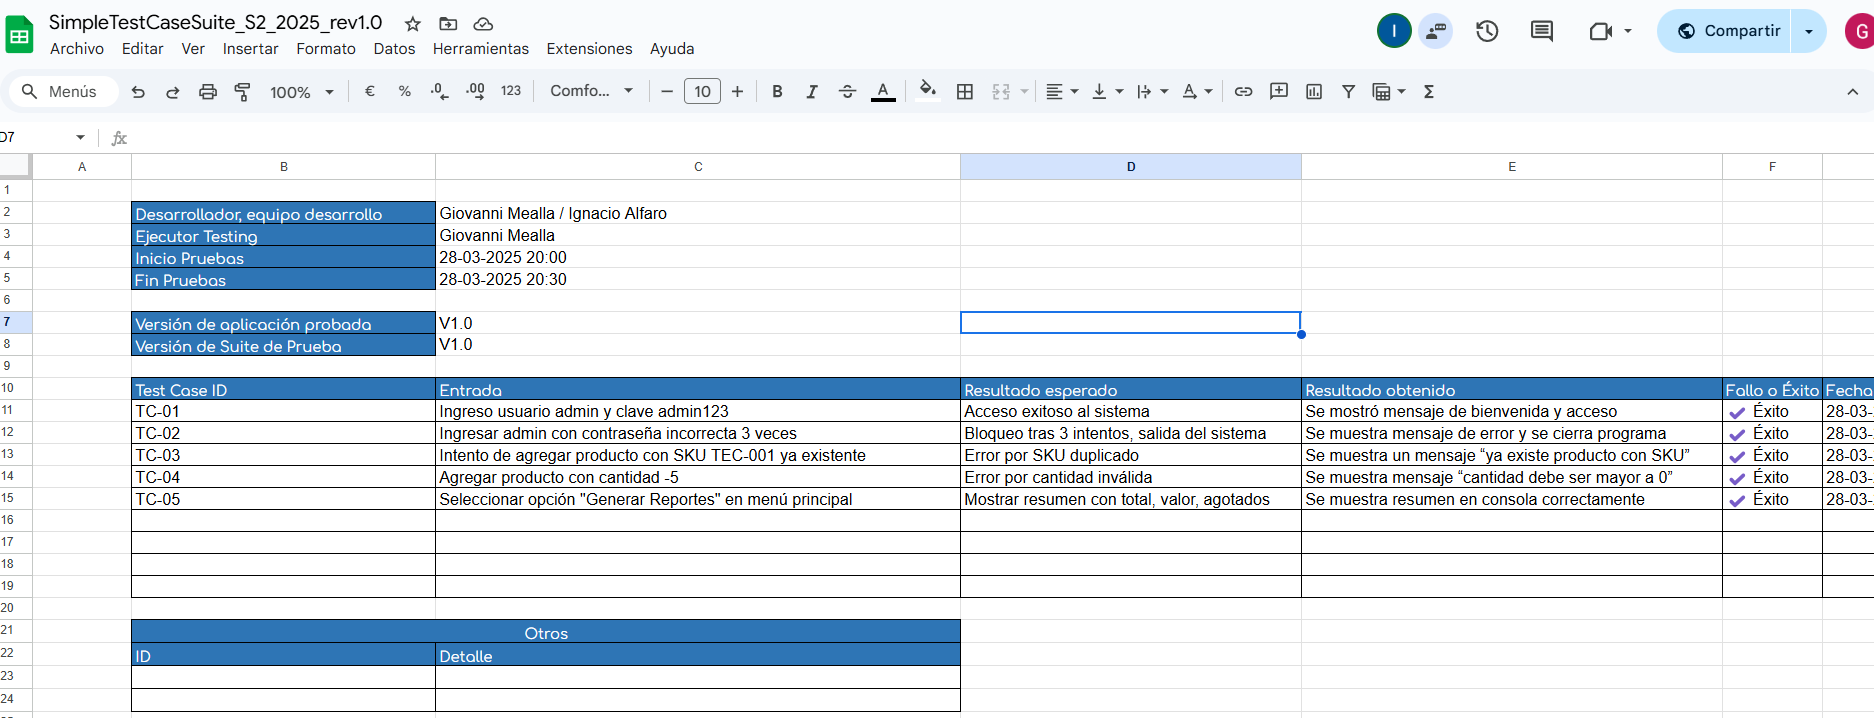 SimpleTestCaseSuite_S2_2025_rev1.0
Archivo Editar Ver Insertar Formato Datos Herramientas Extensiones Ayuda
I
Compartir
G
Menús
100%
€ % .0 .00 123
Comfo...
10
B I A
D7
fx
A B C D E F
1
2 Desarrollador, equipo desarrollo Giovanni Mealla / Ignacio Alfaro
3 Ejecutor Testing Giovanni Mealla
4 Inicio Pruebas 28-03-2025 20:00
5 Fin Pruebas 28-03-2025 20:30
6
7 Versión de aplicación probada V1.0
8 Versión de Suite de Prueba V1.0
9
10 Test Case ID Entrada Resultado esperado Resultado obtenido Fallo o Éxito Fecha
11 TC-01 Ingreso usuario admin y clave admin123 Acceso exitoso al sistema Se mostró mensaje de bienvenida y acceso Éxito 28-03-
12 TC-02 Ingresar admin con contraseña incorrecta 3 veces Bloqueo tras 3 intentos, salida del sistema Se muestra mensaje de error y se cierra programa Éxito 28-03-
13 TC-03 Intento de agregar producto con SKU TEC-001 ya existente Error por SKU duplicado Se muestra un mensaje “ya existe producto con SKU” Éxito 28-03-
14 TC-04 Agregar producto con cantidad -5 Error por cantidad inválida Se muestra mensaje “cantidad debe ser mayor a 0” Éxito 28-03-
15 TC-05 Seleccionar opción "Generar Reportes" en menú principal Mostrar resumen con total, valor, agotados Se muestra resumen en consola correctamente Éxito 28-03-
16
17
18
19
20
21 Otros
22 ID Detalle
23
24